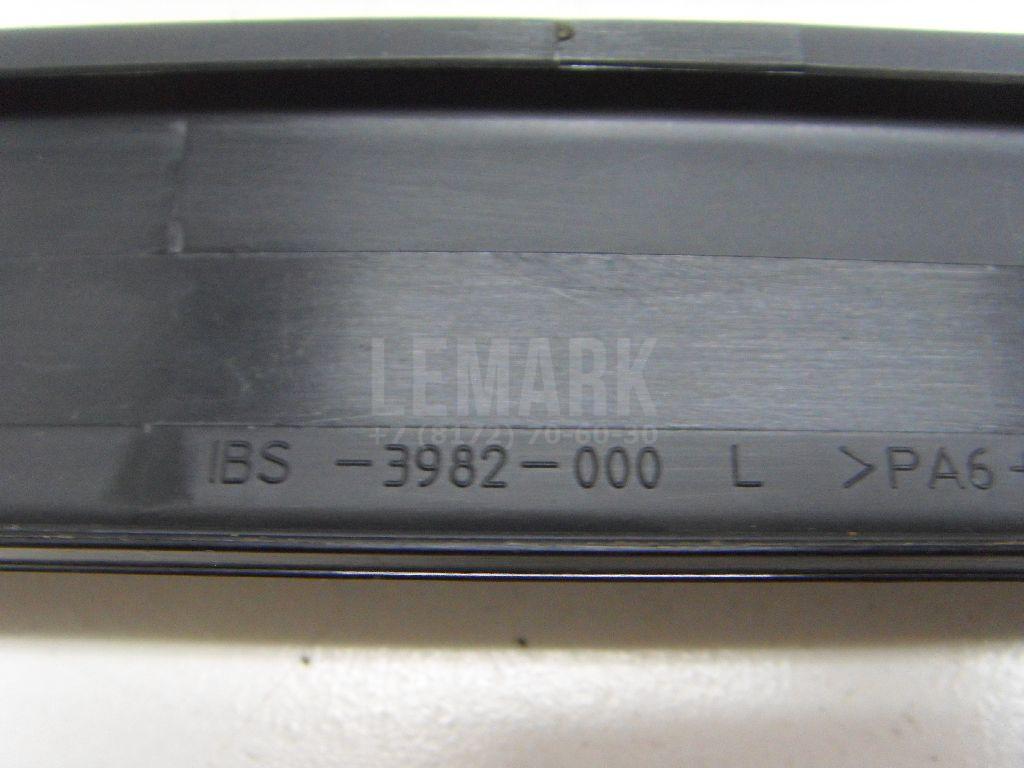 LEMARK
+7 (8172) 70-60-30
IBS -3982-000 L >PA6-